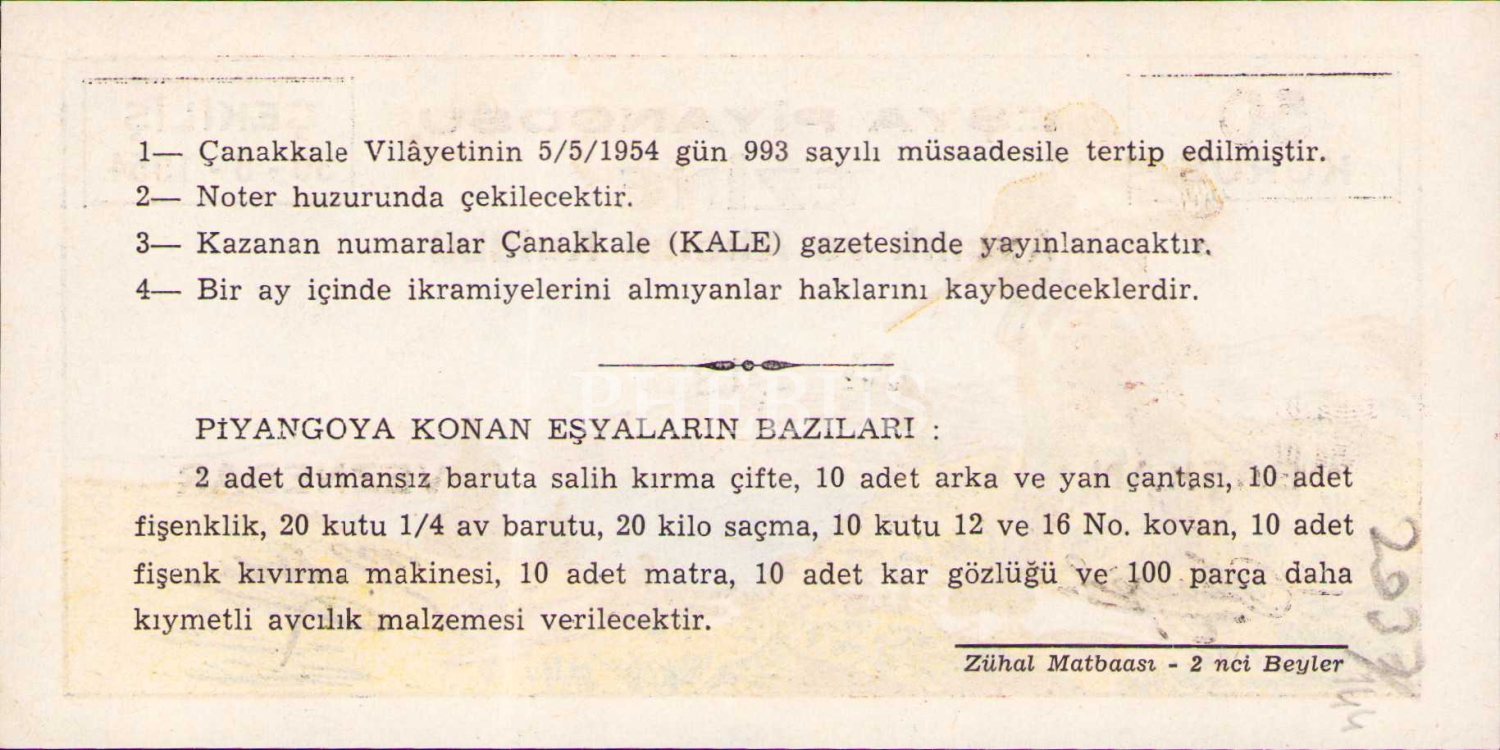 1— Çanakkale Vilâyetinin 5/5/1954 gün 993 sayılı müsaadesile tertip edilmiştir.
2— Noter huzurunda çekilecektir.
3— Kazanan numaralar Çanakkale (KALE) gazetesinde yayınlanacaktır.
4— Bir ay içinde ikramiyelerini almıyanlar haklarını kaybedeceklerdir.
PHEBUS
PİYANGOYA KONAN EŞYALARIN BAZILARI :
2 adet dumansız baruta salih kırma çifte, 10 adet arka ve yan çantası, 10 adet
fişenklik, 20 kutu 1/4 av barutu, 20 kilo saçma, 10 kutu 12 ve 16 No. kovan, 10 adet
fişenk kıvırma makinesi, 10 adet matra, 10 adet kar gözlüğü ve 100 parça daha
kıymetli avcılık malzemesi verilecektir.
Zühal Matbaası - 2 nci Beyler